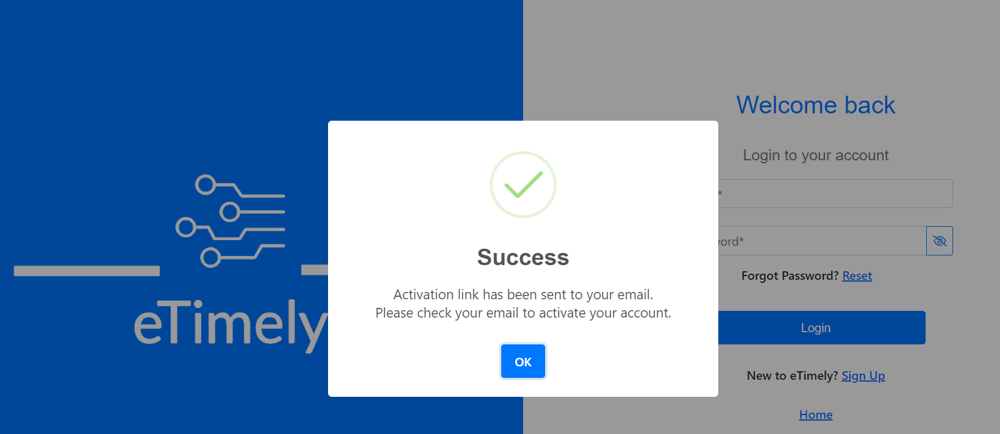 eTimely
Success
Activation link has been sent to your email.
Please check your email to activate your account.
OK
Welcome back
Login to your account
*
Forgot Password? Reset
Login
New to eTimely? Sign Up
Home